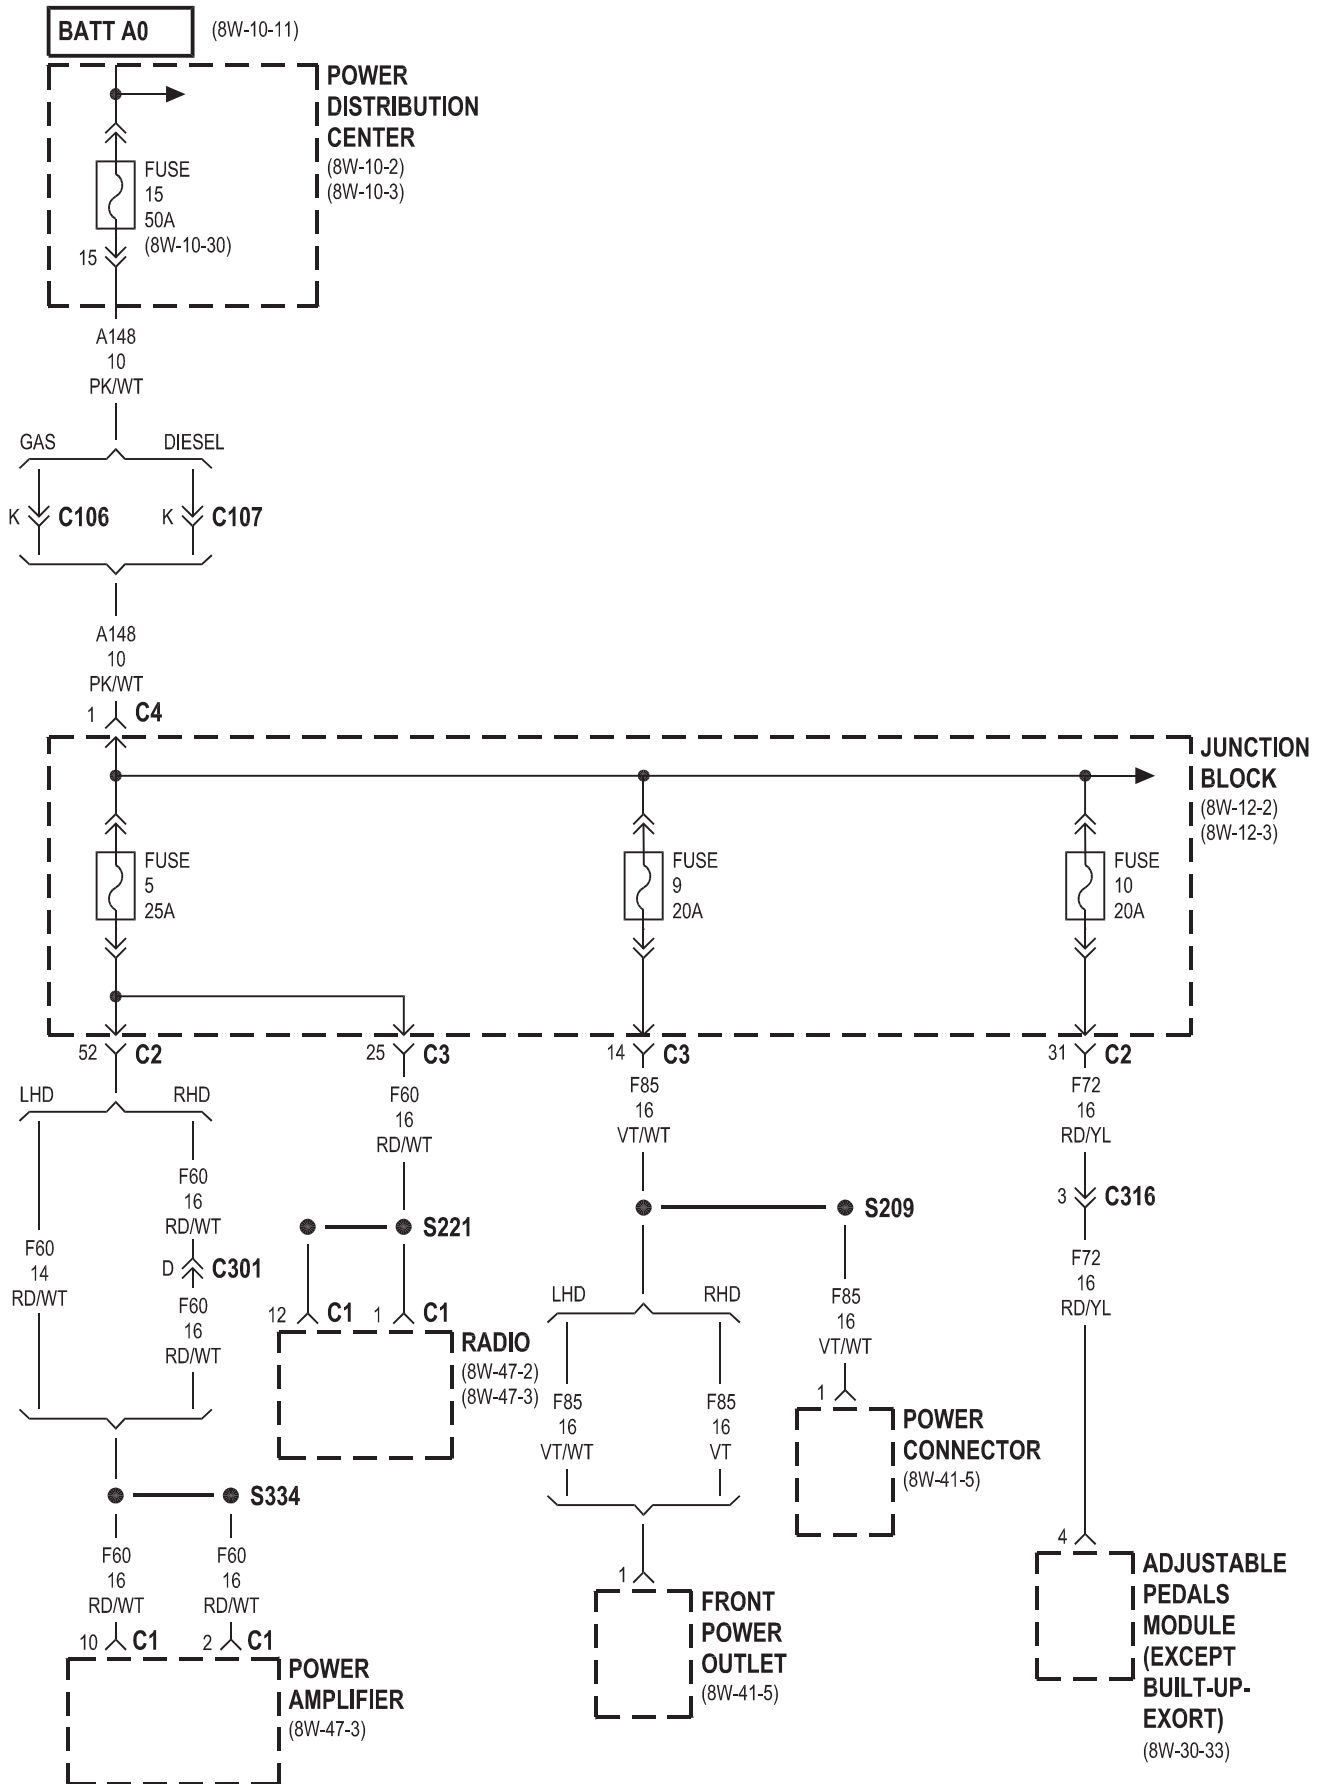 BATT A0
(8W-10-11)
POWER
DISTRIBUTION
CENTER
(8W-10-2)
(8W-10-3)
FUSE
15
50A
(8W-10-30)
15
A148
10
PK/WT
GAS
DIESEL
K
C106
K
C107
A148
10
PK/WT
1
C4
JUNCTION
BLOCK
(8W-12-2)
(8W-12-3)
FUSE
5
25A
FUSE
9
20A
FUSE
10
20A
52
C2
25
C3
14
C3
31
C2
LHD
RHD
F60
14
RD/WT
F60
16
RD/WT
D
C301
F60
16
RD/WT
F60
16
RD/WT
S221
12
C1
1
C1
RADIO
(8W-47-2)
(8W-47-3)
F85
16
VT/WT
S209
LHD
RHD
F85
16
VT/WT
F85
16
VT
F85
16
VT/WT
1
POWER
CONNECTOR
(8W-41-5)
1
FRONT
POWER
OUTLET
(8W-41-5)
F72
16
RD/YL
3
C316
F72
16
RD/YL
4
ADJUSTABLE
PEDALS
MODULE
(EXCEPT
BUILT-UP-
EXORT)
(8W-30-33)
S334
F60
16
RD/WT
F60
16
RD/WT
10
C1
2
C1
POWER
AMPLIFIER
(8W-47-3)